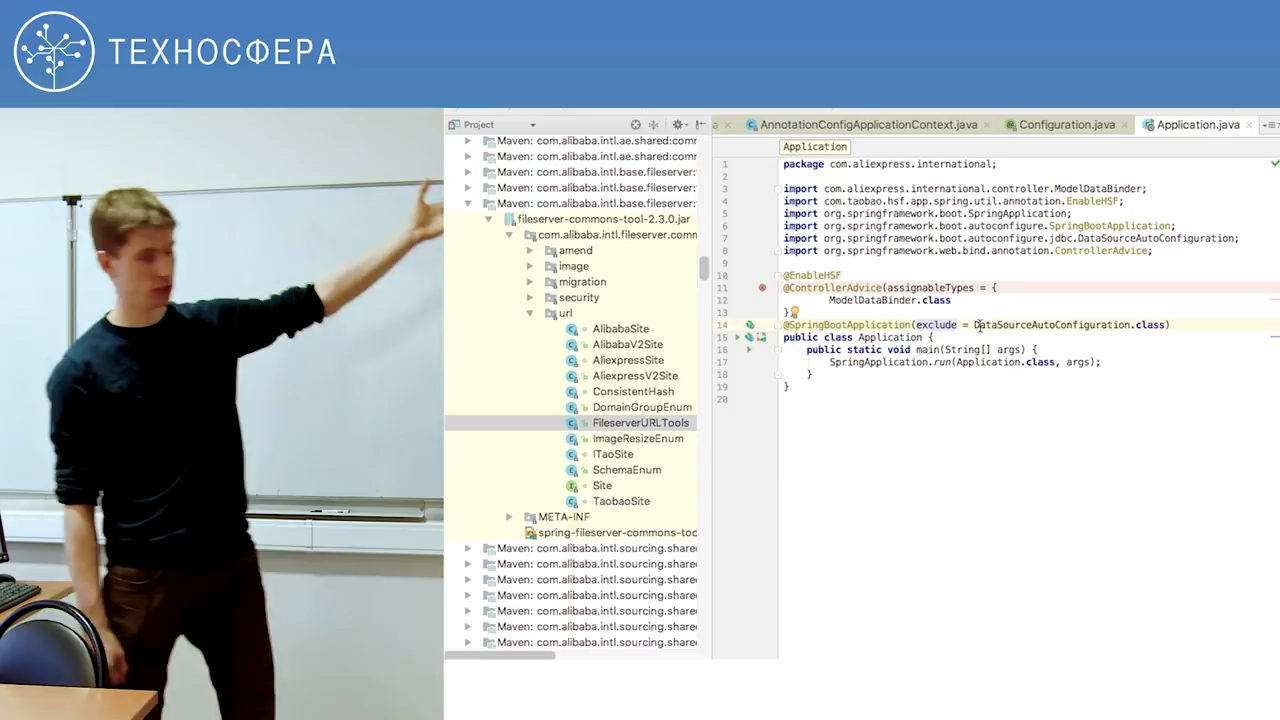 ТЕХНОСФЕРА
Project
Maven: com.alibaba.intl.ae.shared:comr
Maven: com.alibaba.intl.ae.shared:comr
Maven: com.alibaba.intl.base.fileserver:
Maven: com.alibaba.intl.base.fileserver:
Maven: com.alibaba.intl.base.fileserver:
fileserver-commons-tool-2.3.0.jar
com.alibaba.intl.fileserver.comm
amend
image
migration
security
url
AlibabaSite
AlibabaV2Site
AliexpressSite
AliexpressV2Site
ConsistentHash
DomainGroupEnum
FileserverURLTools
ImageResizeEnum
ITaoSite
SchemaEnum
Site
TaobaoSite
META-INF
spring-fileserver-commons-too
Maven: com.alibaba.intl.sourcing.shared
Maven: com.alibaba.intl.sourcing.shared
Maven: com.alibaba.intl.sourcing.shared
Maven: com.alibaba.intl.sourcing.shared
Maven: com.alibaba.intl.sourcing.shared
Maven: com.alibaba.intl.sourcing.shared
Maven: com.alibaba.intl.sourcing.shared
a AnnotationConfigApplicationContext.java Configuration.java Application.java
Application
1 package com.aliexpress.international;
2
3 import com.aliexpress.international.controller.ModelDataBinder;
4 import com.taobao.hsf.app.spring.util.annotation.EnableHSF;
5 import org.springframework.boot.SpringApplication;
6 import org.springframework.boot.autoconfigure.SpringBootApplication;
7 import org.springframework.boot.autoconfigure.jdbc.DataSourceAutoConfiguration;
8 import org.springframework.web.bind.annotation.ControllerAdvice;
9
10 @EnableHSF
11 @ControllerAdvice(assignableTypes = {
12 ModelDataBinder.class
13 })
14 @SpringBootApplication(exclude = DataSourceAutoConfiguration.class)
15 public class Application {
16 public static void main(String[] args) {
17 SpringApplication.run(Application.class, args);
18 }
19 }
20